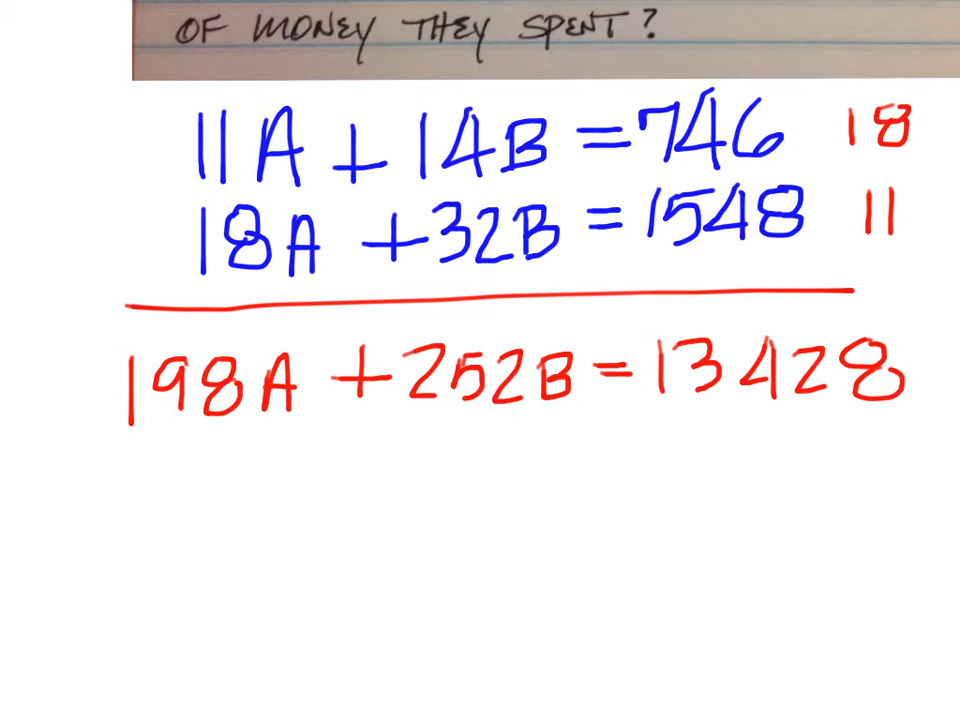 OF MONEY THEY SPENT?
11A + 14B = 746 18
18A + 32B = 1548 11
198A + 252B = 13428